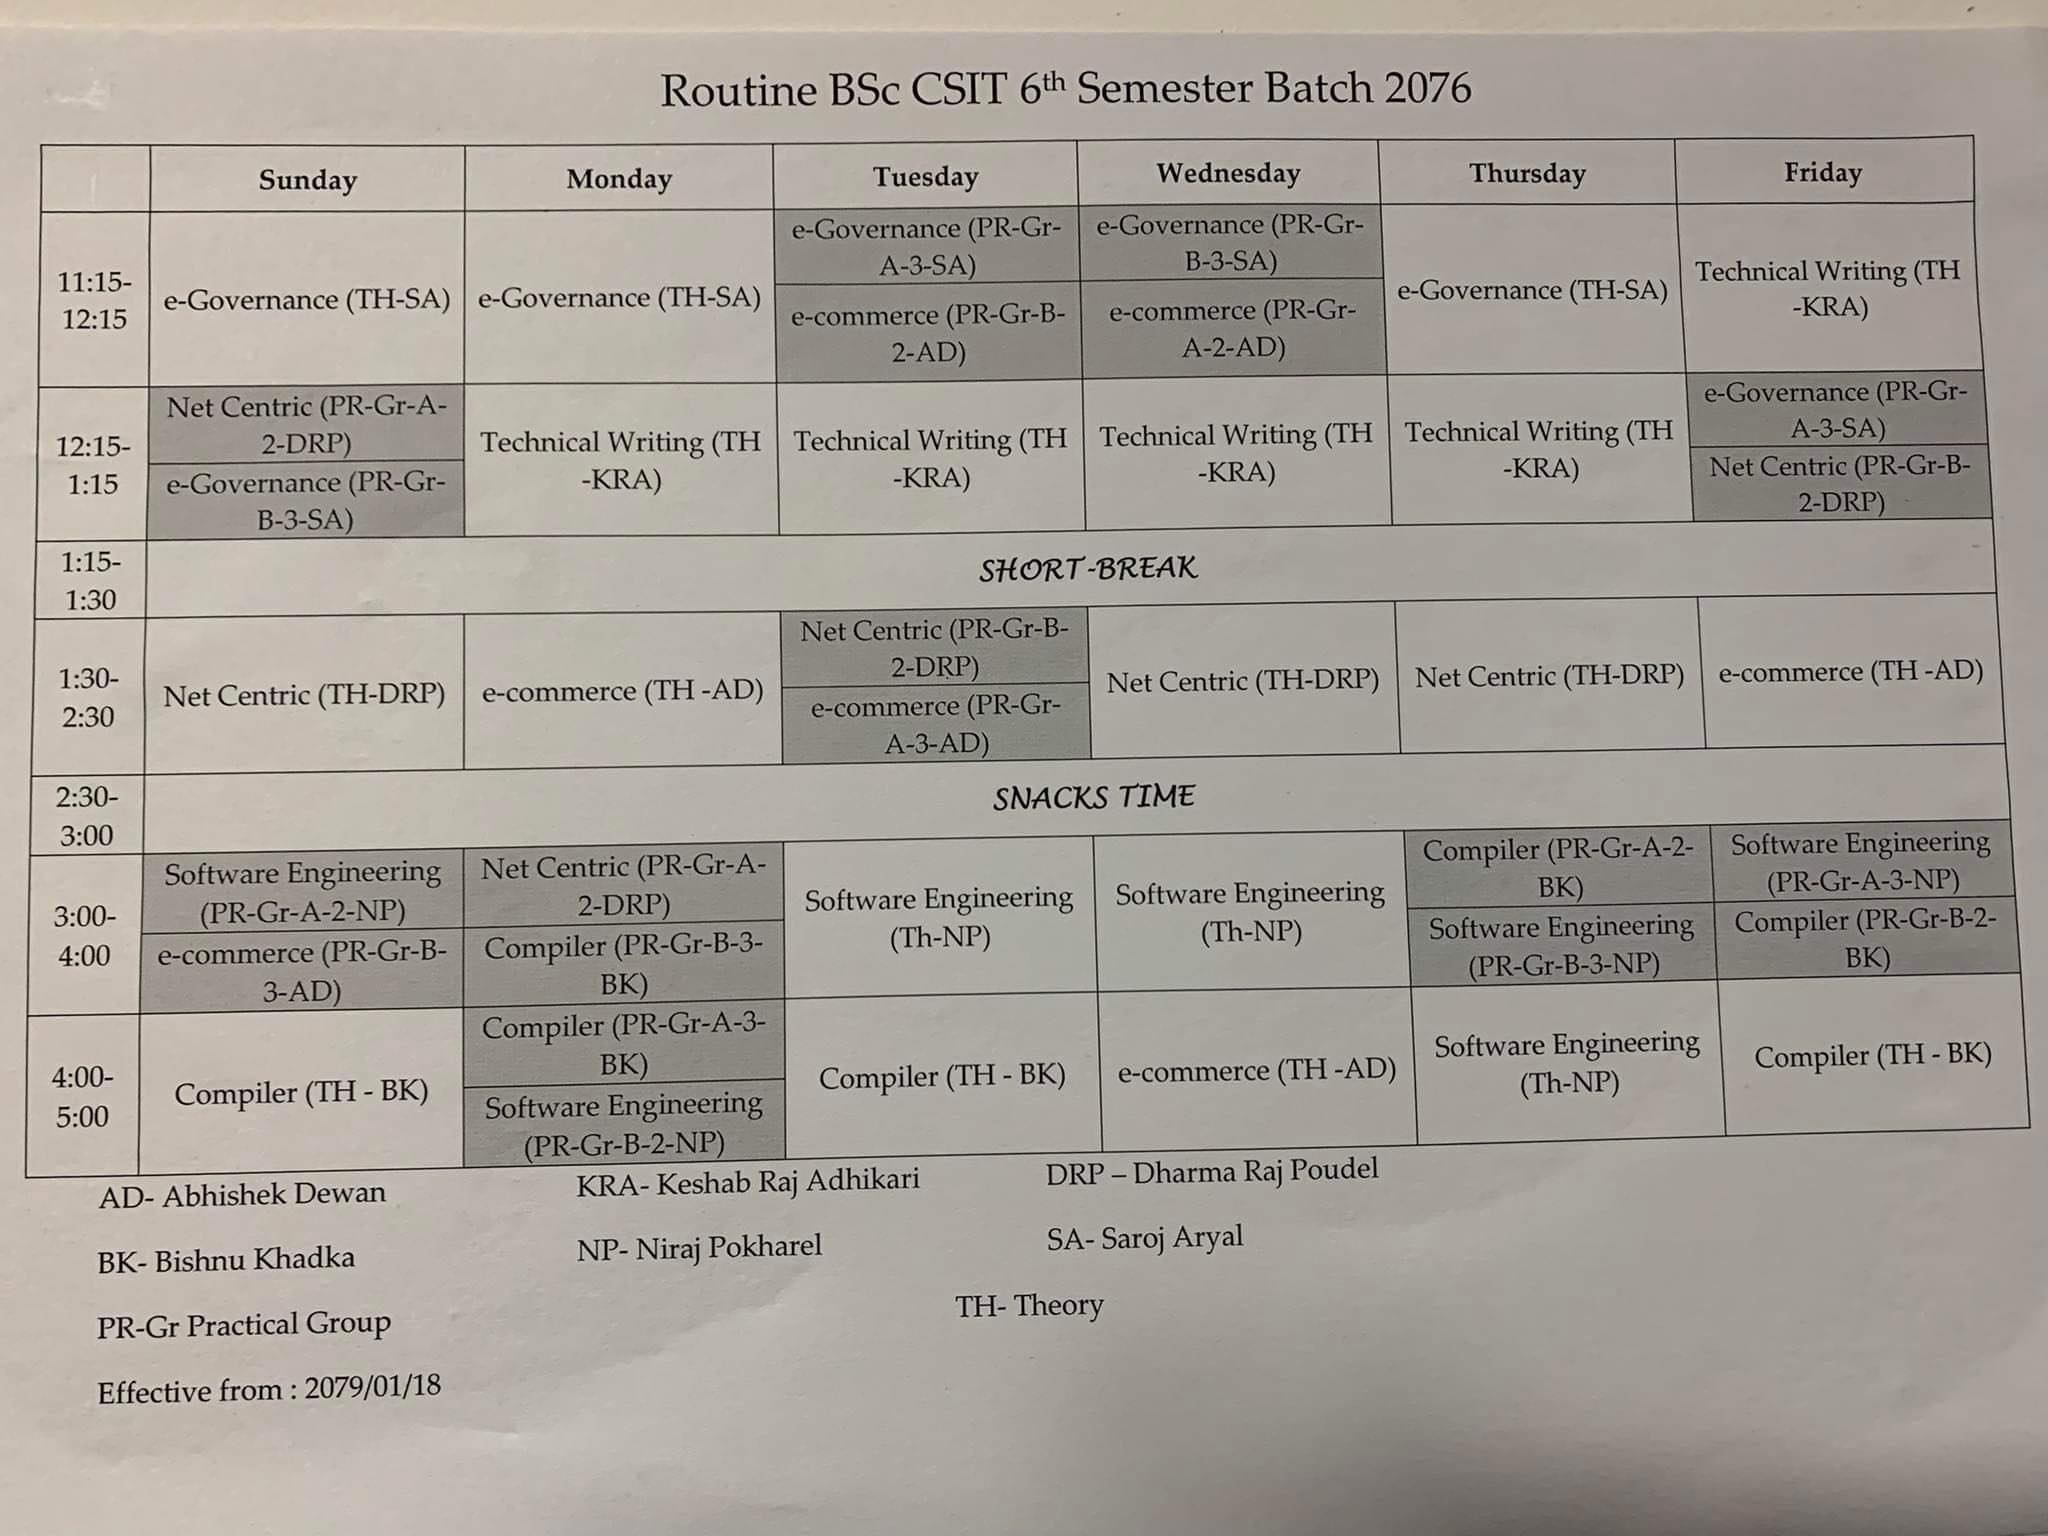 Routine BSc CSIT 6th Semester Batch 2076
Sunday Monday Tuesday Wednesday Thursday Friday
11:15-
12:15
e-Governance (TH-SA)
e-Governance (TH-SA)
e-Governance (PR-Gr-
A-3-SA)
e-commerce (PR-Gr-B-
2-AD)
e-Governance (PR-Gr-
B-3-SA)
e-commerce (PR-Gr-
A-2-AD)
e-Governance (TH-SA)
Technical Writing (TH
-KRA)
12:15-
1:15
Net Centric (PR-Gr-A-
2-DRP)
e-Governance (PR-Gr-
B-3-SA)
Technical Writing (TH
-KRA)
Technical Writing (TH
-KRA)
Technical Writing (TH
-KRA)
Technical Writing (TH
-KRA)
e-Governance (PR-Gr-
A-3-SA)
Net Centric (PR-Gr-B-
2-DRP)
1:15-
1:30
SHORT-BREAK
1:30-
2:30
Net Centric (TH-DRP)
e-commerce (TH -AD)
Net Centric (PR-Gr-B-
2-DRP)
e-commerce (PR-Gr-
A-3-AD)
Net Centric (TH-DRP)
Net Centric (TH-DRP)
e-commerce (TH -AD)
2:30-
3:00
SNACKS TIME
3:00-
4:00
Software Engineering
(PR-Gr-A-2-NP)
e-commerce (PR-Gr-B-
3-AD)
Net Centric (PR-Gr-A-
2-DRP)
Compiler (PR-Gr-B-3-
BK)
Software Engineering
(Th-NP)
Software Engineering
(Th-NP)
Compiler (PR-Gr-A-2-
BK)
Software Engineering
(PR-Gr-B-3-NP)
Software Engineering
(PR-Gr-A-3-NP)
Compiler (PR-Gr-B-2-
BK)
4:00-
5:00
Compiler (TH - BK)
Compiler (PR-Gr-A-3-
BK)
Software Engineering
(PR-Gr-B-2-NP)
Compiler (TH - BK)
e-commerce (TH -AD)
Software Engineering
(Th-NP)
Compiler (TH - BK)
AD- Abhishek Dewan KRA- Keshab Raj Adhikari DRP – Dharma Raj Poudel
BK- Bishnu Khadka NP- Niraj Pokharel SA- Saroj Aryal
PR-Gr Practical Group TH- Theory
Effective from : 2079/01/18